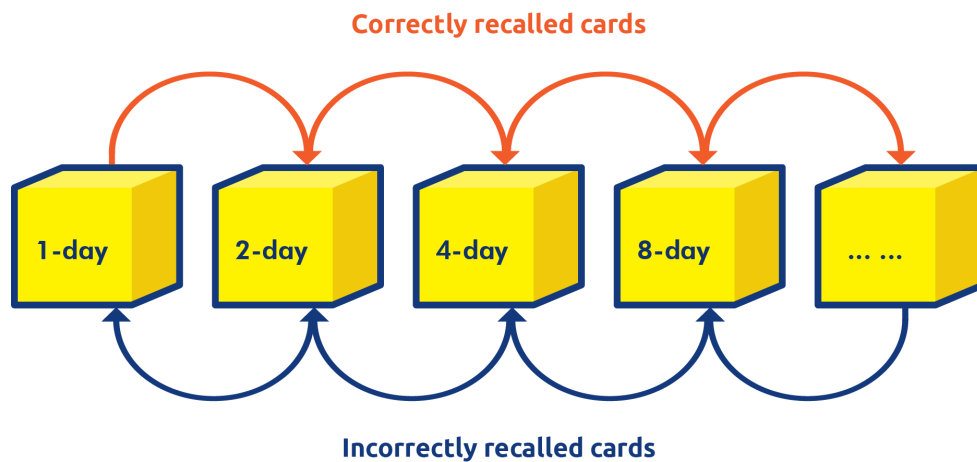 Correctly recalled cards
1-day
2-day
4-day
8-day
... ...
Incorrectly recalled cards